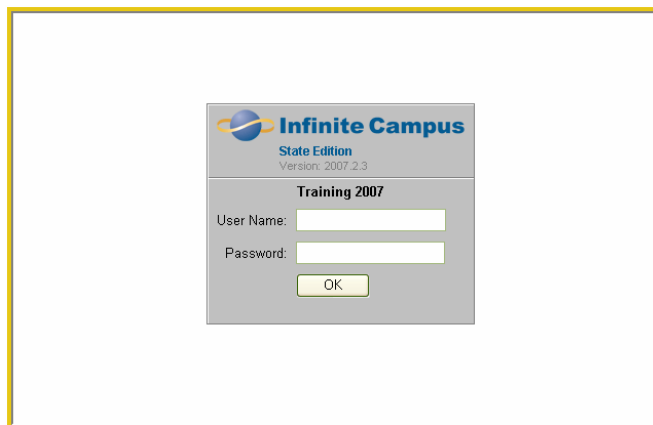 Infinite Campus
State Edition
Version: 2007.2.3
Training 2007
User Name:
Password:
OK